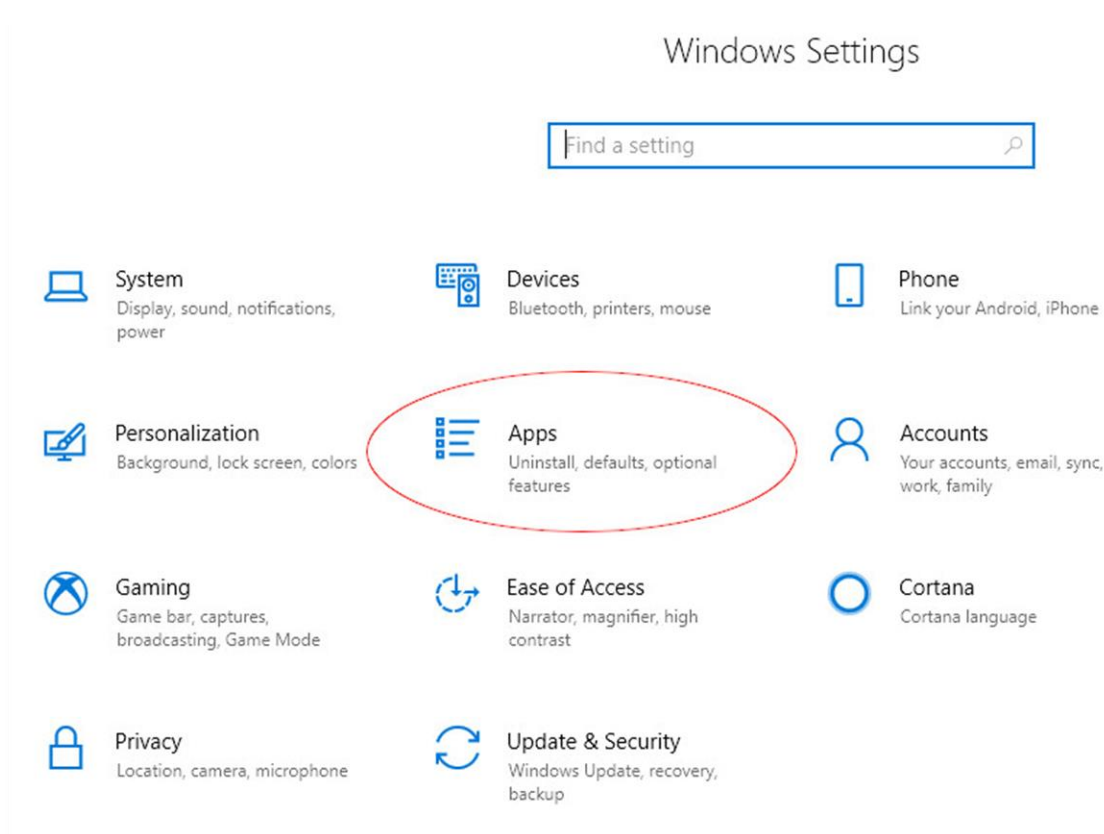 Windows Settings
Find a setting
System
Display, sound, notifications,
power
Devices
Bluetooth, printers, mouse
Phone
Link your Android, iPhone
Personalization
Background, lock screen, colors
Apps
Uninstall, defaults, optional
features
Accounts
Your accounts, email, sync,
work, family
Gaming
Game bar, captures,
broadcasting, Game Mode
Ease of Access
Narrator, magnifier, high
contrast
Cortana
Cortana language
Privacy
Location, camera, microphone
Update & Security
Windows Update, recovery,
backup